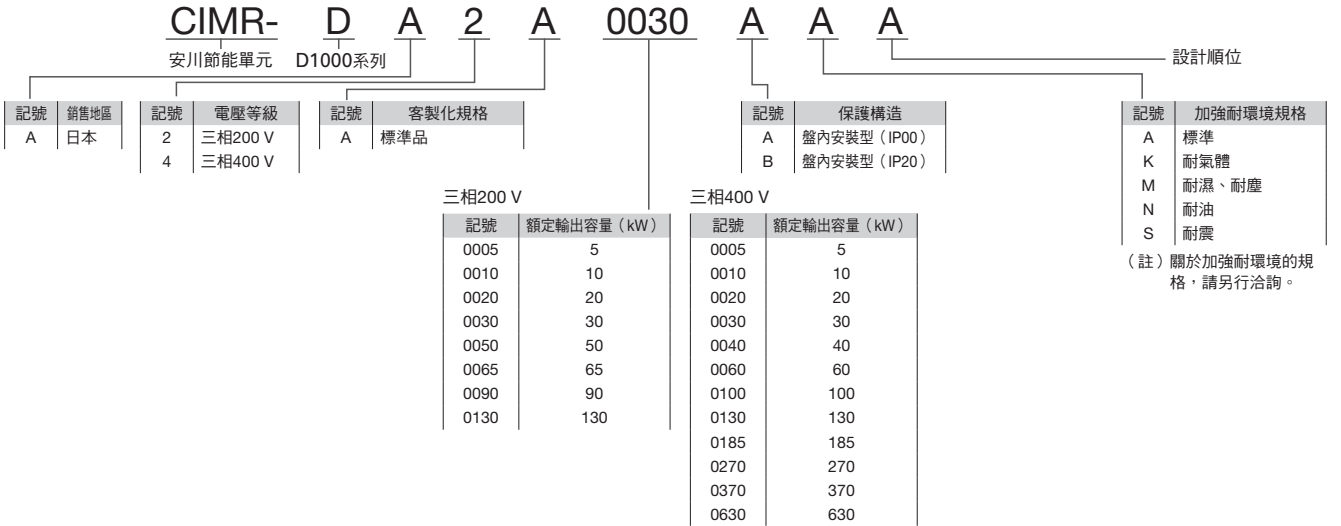 CIMR- D A 2 A 0030 A A A
安川節能單元 D1000系列
設計順位
記號 銷售地區
A 日本
記號 電壓等級
2 三相200 V
4 三相400 V
記號 客製化規格
A 標準品
記號 保護構造
A 盤內安裝型（IP00）
B 盤內安裝型（IP20）
記號 加強耐環境規格
A 標準
K 耐氣體
M 耐濕、耐塵
N 耐油
S 耐震
（註）關於加強耐環境的規
格，請另行洽詢。
三相200 V
記號 額定輸出容量（kW）
0005 5
0010 10
0020 20
0030 30
0050 50
0065 65
0090 90
0130 130
三相400 V
記號 額定輸出容量（kW）
0005 5
0010 10
0020 20
0030 30
0040 40
0060 60
0100 100
0130 130
0185 185
0270 270
0370 370
0630 630